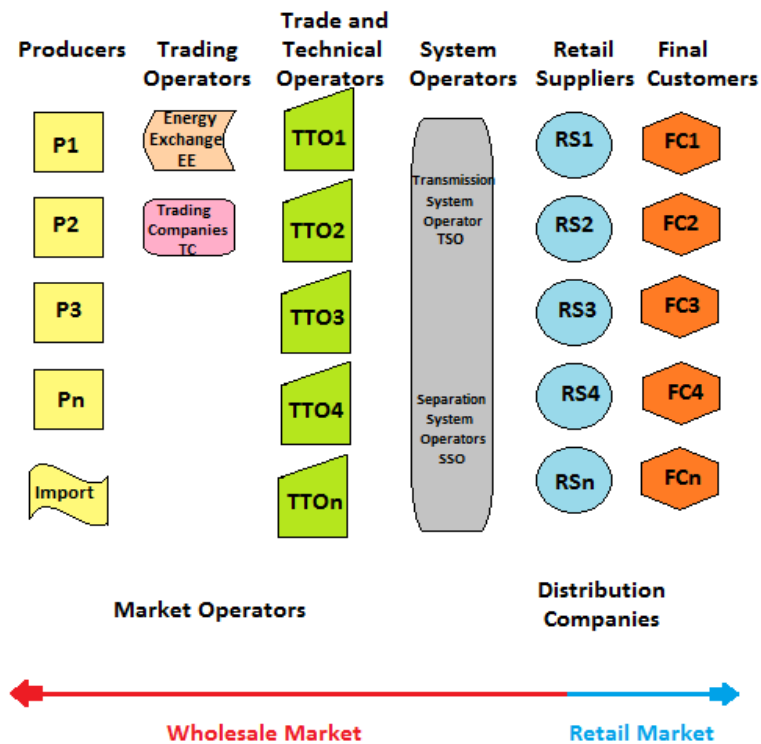 Producers
Trading
Operators
Trade and
Technical
Operators
System
Operators
Retail
Suppliers
Final
Customers
P1
P2
P3
Pn
Import
Energy
Exchange
EE
Trading
Companies
TC
TTO1
TTO2
TTO3
TTO4
TTOn
Transmission
System
Operator
TSO
Separation
System
Operators
SSO
RS1
RS2
RS3
RS4
RSn
FC1
FC2
FC3
FC4
FCn
Market Operators
Distribution
Companies
Wholesale Market
Retail Market